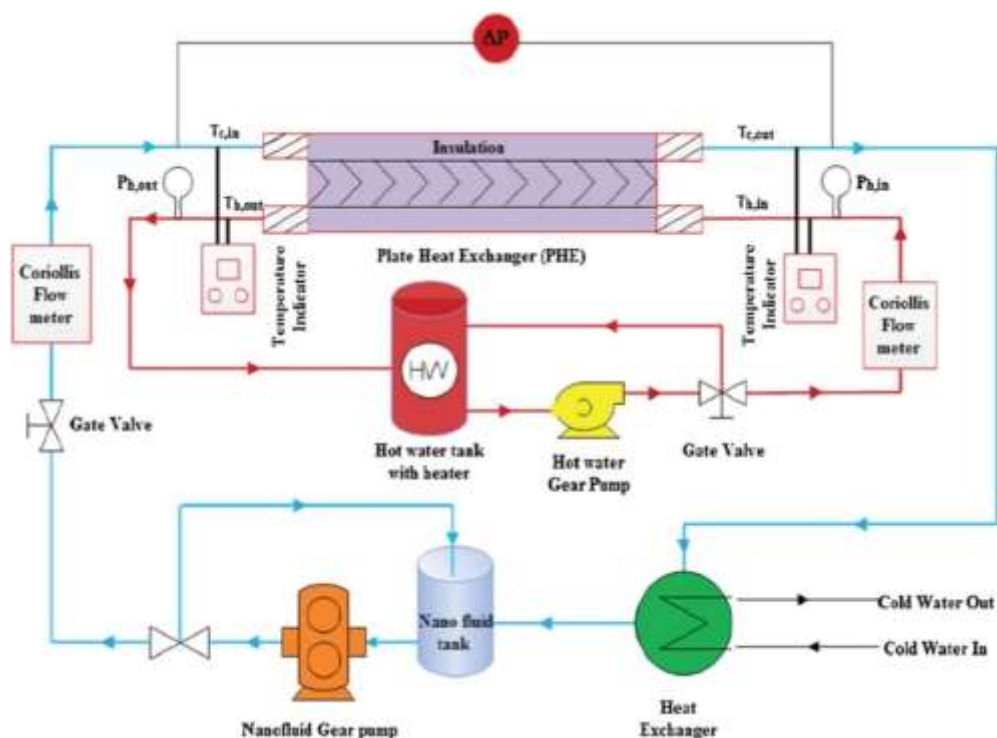 ΔP
Tc,in
Insulation
Tc,out
Ph,out
Ph,in
Th,out
Th,in
Plate Heat Exchanger (PHE)
Coriollis
Flow
meter
Temperature
Indicator
Temperature
Indicator
Coriollis
Flow
meter
HW
Gate Valve
Hot water tank
with heater
Hot water
Gear Pump
Gate Valve
Nano fluid
tank
Cold Water Out
Cold Water In
Nanofluid Gear pump
Heat
Exchanger